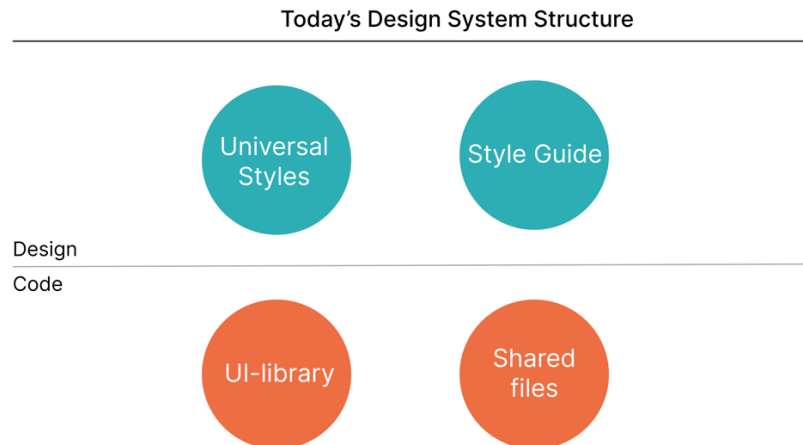 Today’s Design System Structure
Universal
Styles
Style Guide
Design
Code
UI-library
Shared
files